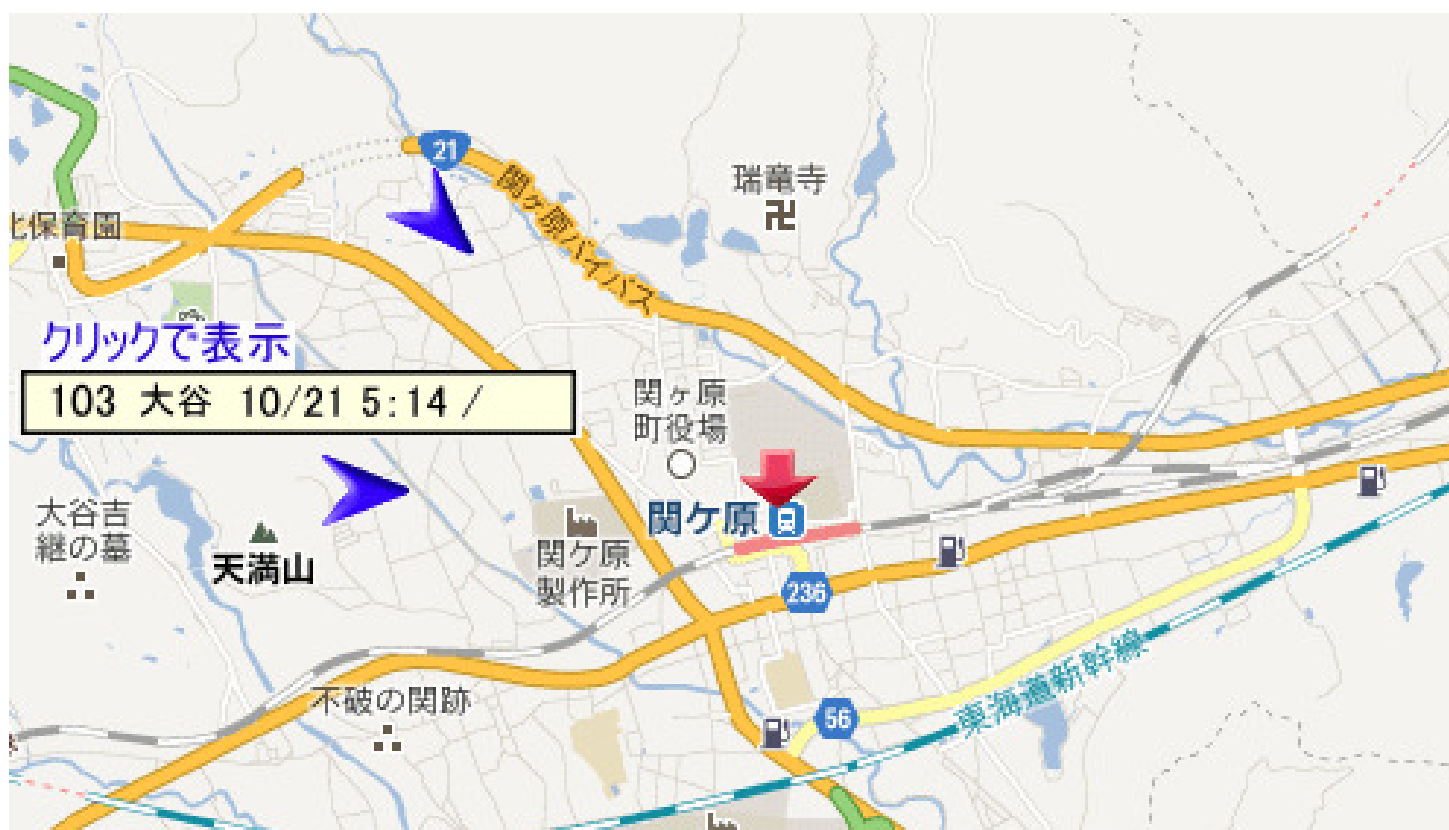 21
関ヶ原バイパス
瑞竜寺
北保育園
クリックで表示
103 大谷 10/21 5:14 /
関ヶ原
町役場
大谷吉
継の墓
天満山
関ケ原
関ケ原
製作所
236
不破の関跡
56
東海道新幹線